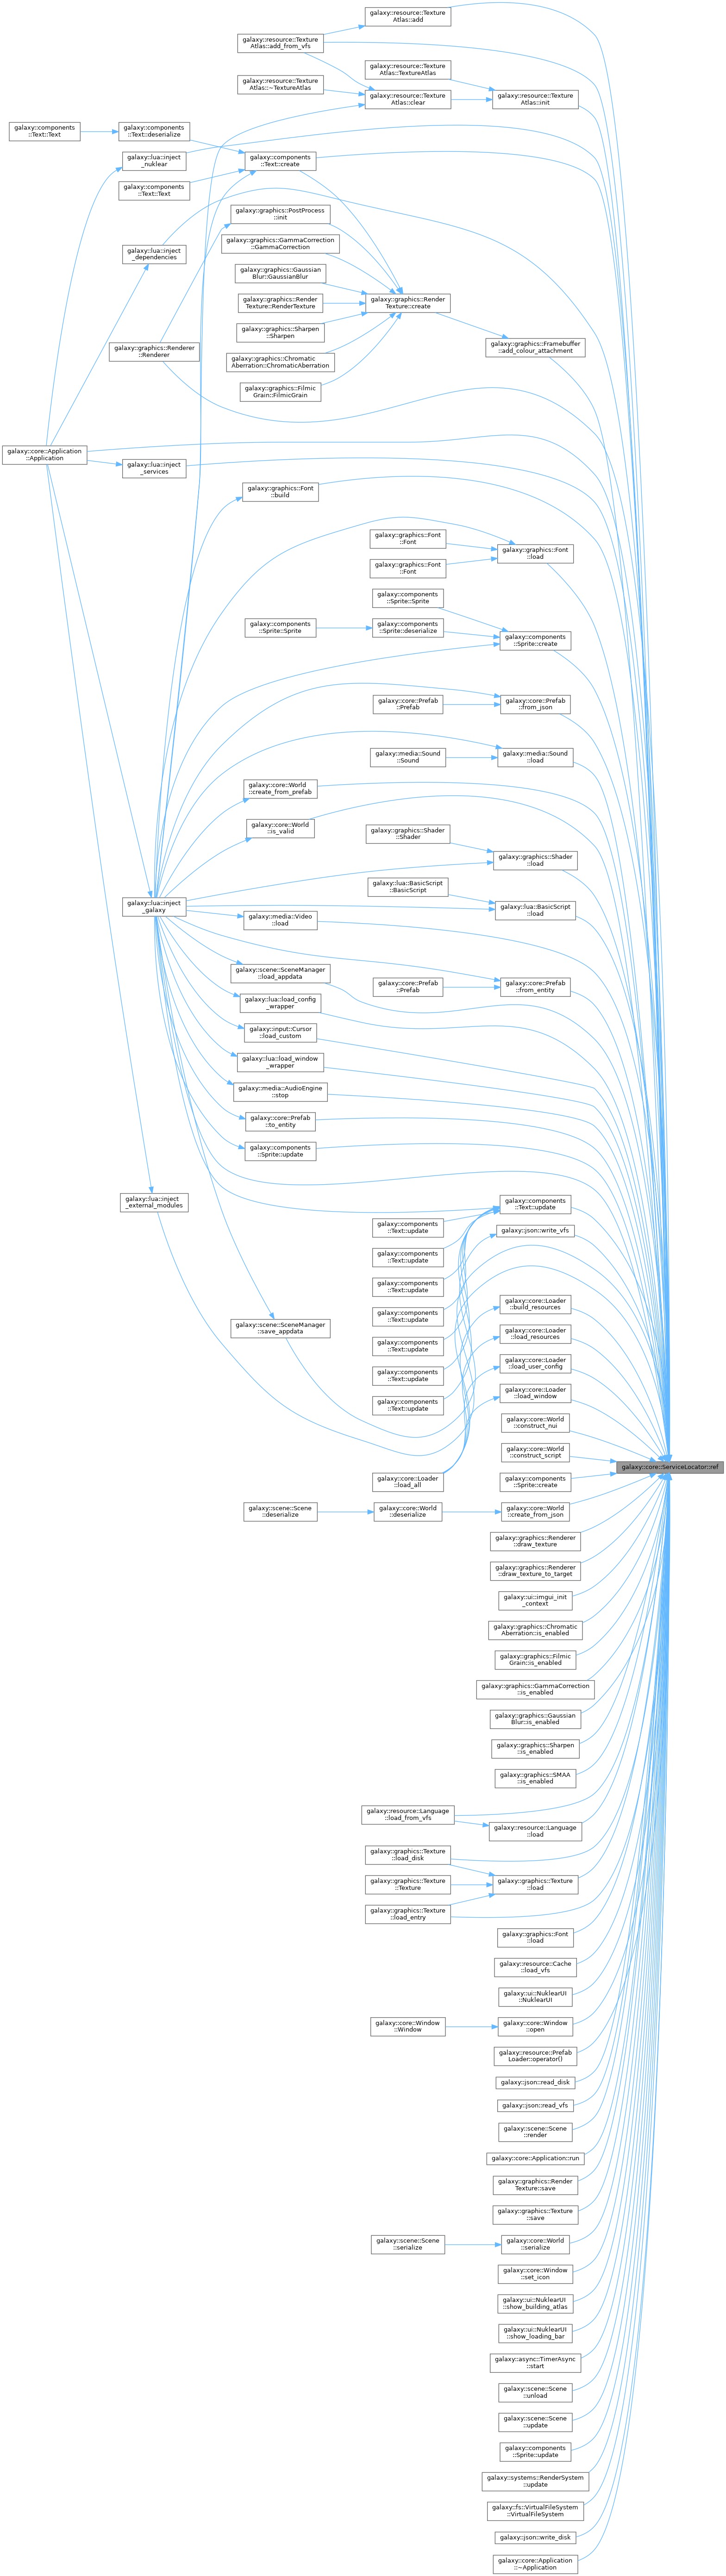 galaxy::resource::Texture
Atlas::add
galaxy::resource::Texture
Atlas::add_from_vfs
galaxy::resource::Texture
Atlas::TextureAtlas
galaxy::resource::Texture
Atlas::~TextureAtlas
galaxy::resource::Texture
Atlas::clear
galaxy::resource::Texture
Atlas::init
galaxy::components
::Text::Text
galaxy::components
::Text::deserialize
galaxy::lua::inject
_nuklear
galaxy::components
::Text::create
galaxy::components
::Text::Text
galaxy::graphics::PostProcess
::init
galaxy::graphics::GammaCorrection
::GammaCorrection
galaxy::lua::inject
_dependencies
galaxy::graphics::Gaussian
Blur::GaussianBlur
galaxy::graphics::Render
Texture::RenderTexture
galaxy::graphics::Render
Texture::create
galaxy::graphics::Sharpen
::Sharpen
galaxy::graphics::Renderer
::Renderer
galaxy::graphics::Framebuffer
::add_colour_attachment
galaxy::graphics::Chromatic
Aberration::ChromaticAberration
galaxy::graphics::Filmic
Grain::FilmicGrain
galaxy::core::Application
::Application
galaxy::lua::inject
_services
galaxy::graphics::Font
::build
galaxy::graphics::Font
::Font
galaxy::graphics::Font
::load
galaxy::graphics::Font
::Font
galaxy::components
::Sprite::Sprite
galaxy::components
::Sprite::Sprite
galaxy::components
::Sprite::deserialize
galaxy::components
::Sprite::create
galaxy::core::Prefab
::Prefab
galaxy::core::Prefab
::from_json
galaxy::media::Sound
::Sound
galaxy::media::Sound
::load
galaxy::core::World
::create_from_prefab
galaxy::core::World
::is_valid
galaxy::graphics::Shader
::Shader
galaxy::graphics::Shader
::load
galaxy::lua::BasicScript
::BasicScript
galaxy::lua::inject
_galaxy
galaxy::lua::BasicScript
::load
galaxy::media::Video
::load
galaxy::scene::SceneManager
::load_appdata
galaxy::core::Prefab
::Prefab
galaxy::core::Prefab
::from_entity
galaxy::lua::load_config
_wrapper
galaxy::input::Cursor
::load_custom
galaxy::lua::load_window
_wrapper
galaxy::media::AudioEngine
::stop
galaxy::core::Prefab
::to_entity
galaxy::components
::Sprite::update
galaxy::lua::inject
_external_modules
galaxy::components
::Text::update
galaxy::components
::Text::update
galaxy::json::write_vfs
galaxy::components
::Text::update
galaxy::components
::Text::update
galaxy::components
::Text::update
galaxy::core::Loader
::build_resources
galaxy::scene::SceneManager
::save_appdata
galaxy::components
::Text::update
galaxy::core::Loader
::load_resources
galaxy::components
::Text::update
galaxy::core::Loader
::load_user_config
galaxy::components
::Text::update
galaxy::core::Loader
::load_window
galaxy::core::World
::construct_nui
galaxy::core::World
::construct_script
galaxy::core::ServiceLocator::ref
galaxy::core::Loader
::load_all
galaxy::components
::Sprite::create
galaxy::scene::Scene
::deserialize
galaxy::core::World
::deserialize
galaxy::core::World
::create_from_json
galaxy::graphics::Renderer
::draw_texture
galaxy::graphics::Renderer
::draw_texture_to_target
galaxy::ui::imgui_init
_context
galaxy::graphics::Chromatic
Aberration::is_enabled
galaxy::graphics::Filmic
Grain::is_enabled
galaxy::graphics::GammaCorrection
::is_enabled
galaxy::graphics::Gaussian
Blur::is_enabled
galaxy::graphics::Sharpen
::is_enabled
galaxy::graphics::SMAA
::is_enabled
galaxy::resource::Language
::load_from_vfs
galaxy::resource::Language
::load
galaxy::graphics::Texture
::load_disk
galaxy::graphics::Texture
::Texture
galaxy::graphics::Texture
::load
galaxy::graphics::Texture
::load_entry
galaxy::graphics::Font
::load
galaxy::resource::Cache
::load_vfs
galaxy::ui::NuklearUI
::NuklearUI
galaxy::core::Window
::Window
galaxy::core::Window
::open
galaxy::resource::Prefab
Loader::operator()
galaxy::json::read_disk
galaxy::json::read_vfs
galaxy::scene::Scene
::render
galaxy::core::Application::run
galaxy::graphics::Render
Texture::save
galaxy::graphics::Texture
::save
galaxy::scene::Scene
::serialize
galaxy::core::World
::serialize
galaxy::core::Window
::set_icon
galaxy::ui::NuklearUI
::show_building_atlas
galaxy::ui::NuklearUI
::show_loading_bar
galaxy::async::TimerAsync
::start
galaxy::scene::Scene
::unload
galaxy::scene::Scene
::update
galaxy::components
::Sprite::update
galaxy::systems::RenderSystem
::update
galaxy::fs::VirtualFileSystem
::VirtualFileSystem
galaxy::json::write_disk
galaxy::core::Application
::~Application